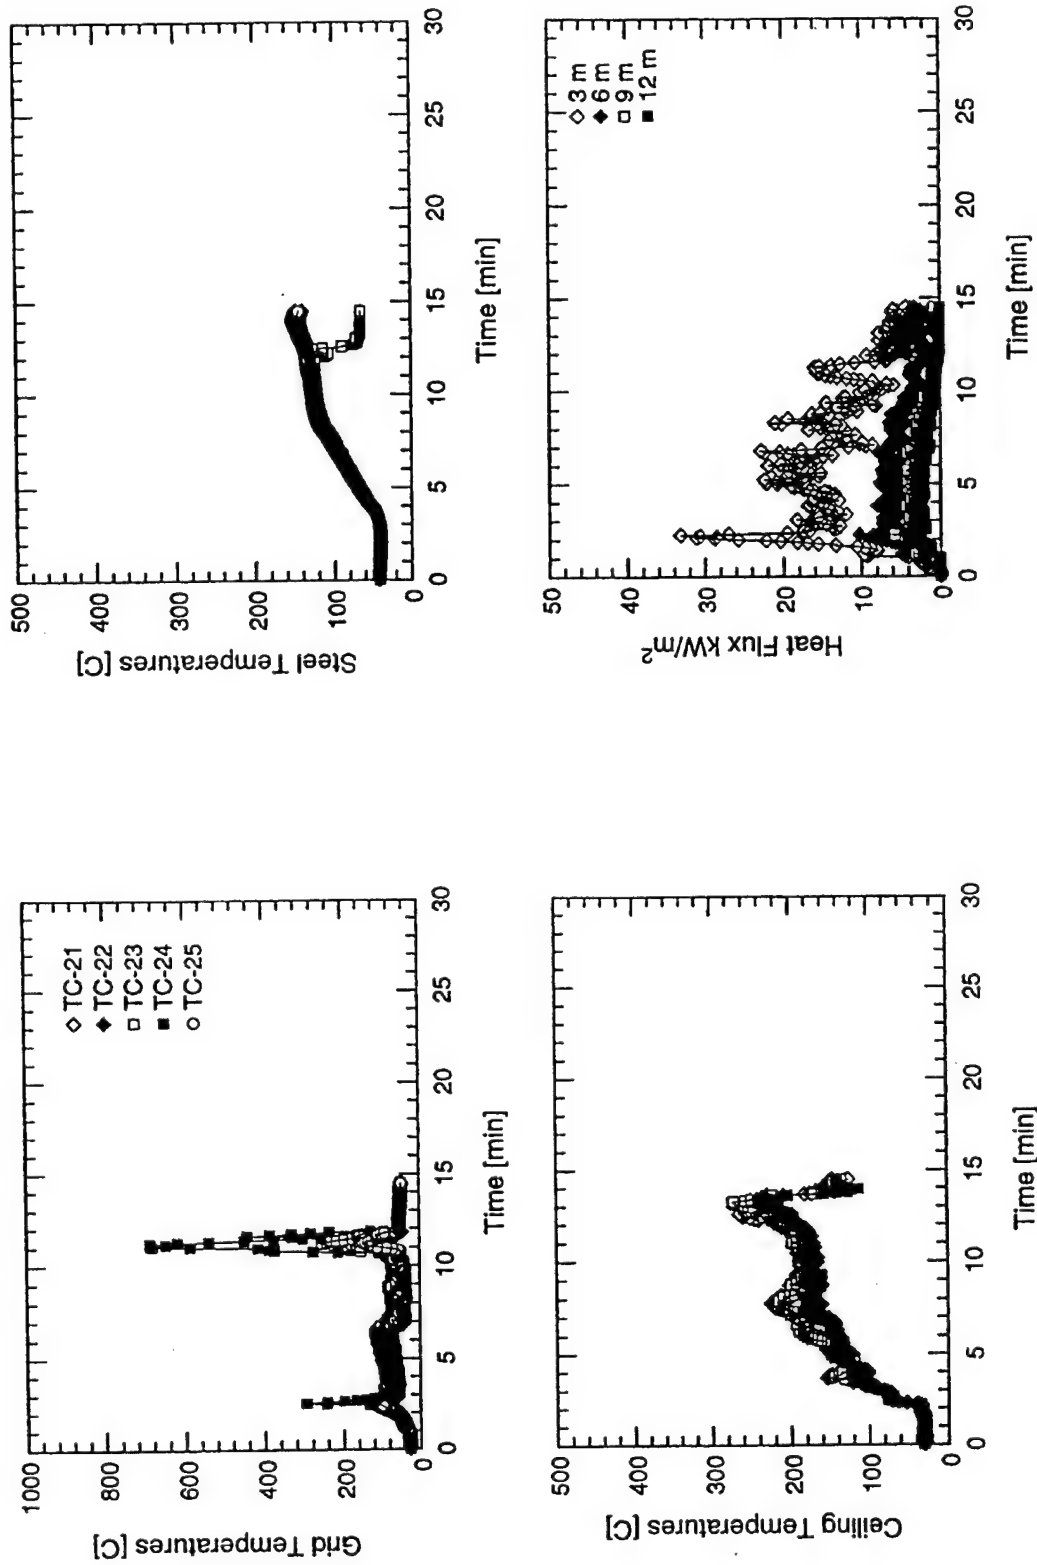 Grid Temperatures [C]
1000
800
600
400
200
0
0 5 10 15 20 25 30
Time [min]
TC-21
TC-22
TC-23
TC-24
TC-25
Steel Temperatures [C]
500
400
300
200
100
0
0 5 10 15 20 25 30
Time [min]
Ceiling Temperatures [C]
500
400
300
200
100
0
0 5 10 15 20 25 30
Time [min]
Heat Flux kW/m²
50
40
30
20
10
0
0 5 10 15 20 25 30
Time [min]
3 m
6 m
9 m
12 m